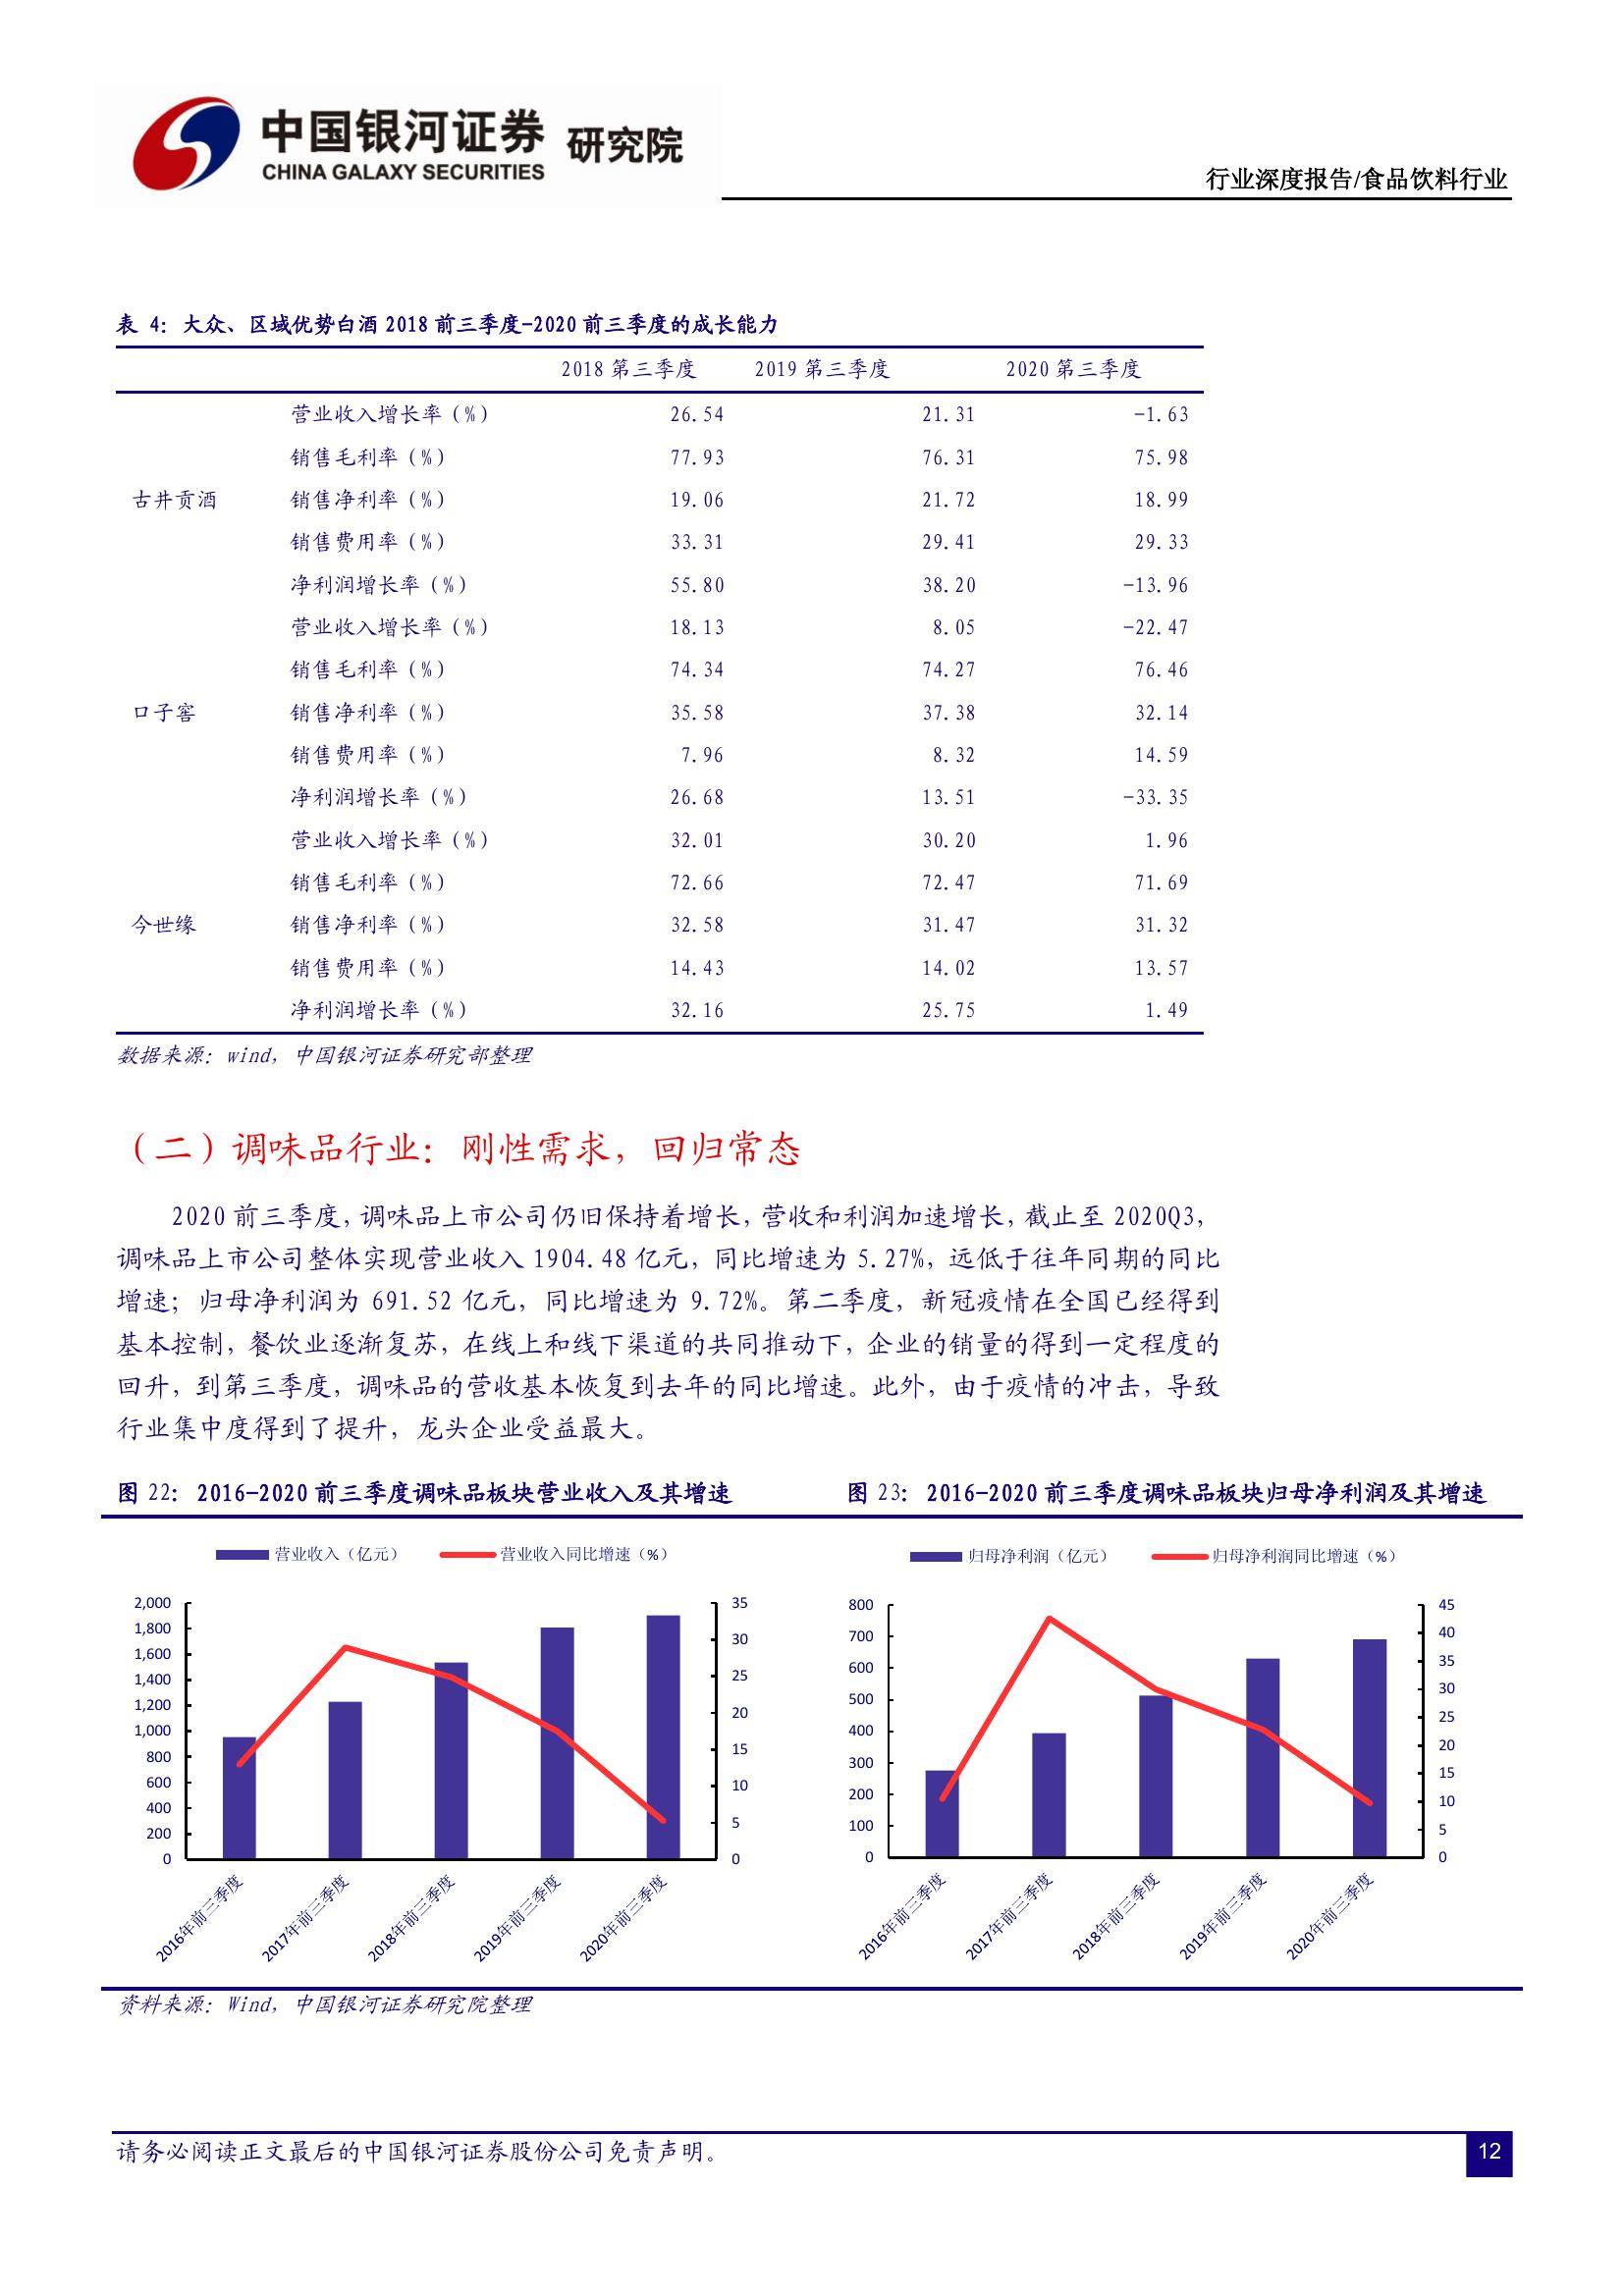 中国银河证券 研究院
CHINA GALAXY SECURITIES
行业深度报告/食品饮料行业
表 4：大众、区域优势白酒 2018 前三季度-2020 前三季度的成长能力
2018 第三季度 2019 第三季度 2020 第三季度
营业收入增长率（%） 26.54 21.31 -1.63
销售毛利率（%） 77.93 76.31 75.98
古井贡酒 销售净利率（%） 19.06 21.72 18.99
销售费用率（%） 33.31 29.41 29.33
净利润增长率（%） 55.80 38.20 -13.96
营业收入增长率（%） 18.13 8.05 -22.47
销售毛利率（%） 74.34 74.27 76.46
口子窖 销售净利率（%） 35.58 37.38 32.14
销售费用率（%） 7.96 8.32 14.59
净利润增长率（%） 26.68 13.51 -33.35
营业收入增长率（%） 32.01 30.20 1.96
销售毛利率（%） 72.66 72.47 71.69
今世缘 销售净利率（%） 32.58 31.47 31.32
销售费用率（%） 14.43 14.02 13.57
净利润增长率（%） 32.16 25.75 1.49
数据来源：wind，中国银河证券研究部整理
（二）调味品行业：刚性需求，回归常态
2020 前三季度，调味品上市公司仍旧保持着增长，营收和利润加速增长，截止至 2020Q3，
调味品上市公司整体实现营业收入 1904.48 亿元，同比增速为 5.27%，远低于往年同期的同比
增速；归母净利润为 691.52 亿元，同比增速为 9.72%。第二季度，新冠疫情在全国已经得到
基本控制，餐饮业逐渐复苏，在线上和线下渠道的共同推动下，企业的销量的得到一定程度的
回升，到第三季度，调味品的营收基本恢复到去年的同比增速。此外，由于疫情的冲击，导致
行业集中度得到了提升，龙头企业受益最大。
图 22：2016-2020 前三季度调味品板块营业收入及其增速
营业收入（亿元） 营业收入同比增速（%）
2,000 35
1,800 30
1,600
1,400 25
1,200 20
1,000
800 15
600 10
400
200 5
0 0
2016年前三季度
2017年前三季度
2018年前三季度
2019年前三季度
2020年前三季度
图 23：2016-2020 前三季度调味品板块归母净利润及其增速
归母净利润（亿元） 归母净利润同比增速（%）
800 45
700 40
600 35
500 30
400 25
300 20
200 15
100 10
0 5
0
2016年前三季度
2017年前三季度
2018年前三季度
2019年前三季度
2020年前三季度
资料来源：Wind，中国银河证券研究院整理
请务必阅读正文最后的中国银河证券股份公司免责声明。
12